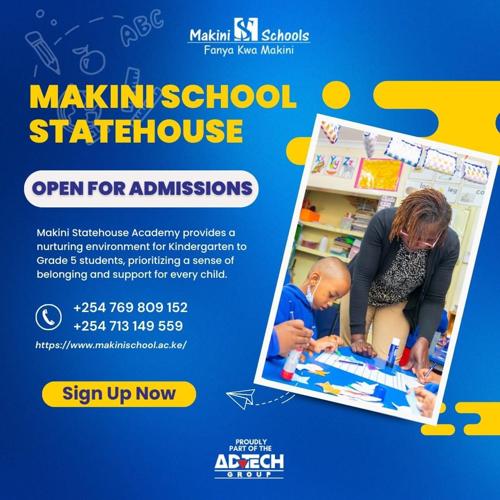 ABC
Makini Schools
Fanya Kwa Makini
MAKINI SCHOOL
STATEHOUSE
OPEN FOR ADMISSIONS
Makini Statehouse Academy provides a
nurturing environment for Kindergarten to
Grade 5 students, prioritizing a sense of
belonging and support for every child.
+254 769 809 152
+254 713 149 559
https://www.makinischool.ac.ke/
Sign Up Now
PROUDLY
PART OF THE
ADvTECH
GROUP